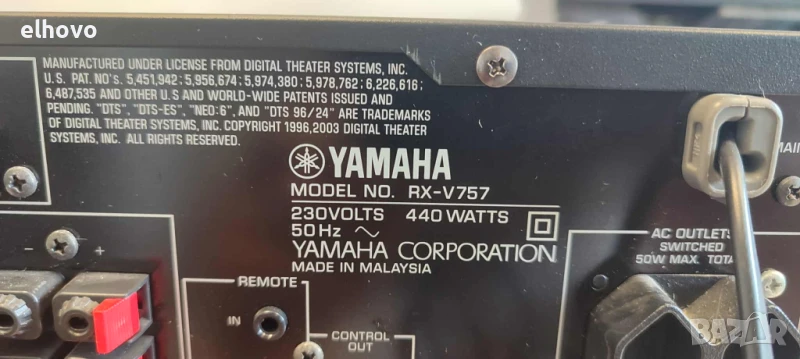 elhovo
MANUFACTURED UNDER LICENSE FROM DIGITAL THEATER SYSTEMS, INC.
U.S. PAT. NO's. 5,451,942; 5,956,674; 5,974,380; 5,978,762; 6,226,616;
6,487,535 AND OTHER U.S. AND WORLD-WIDE PATENTS ISSUED AND
PENDING. "DTS", "DTS-ES", "NEO:6", AND "DTS 96/24" ARE TRADEMARKS
OF DIGITAL THEATER SYSTEMS, INC. COPYRIGHT 1996,2003 DIGITAL THEATER
SYSTEMS, INC. ALL RIGHTS RESERVED.
YAMAHA
MODEL NO. RX-V757
230VOLTS 440WATTS
50Hz ~
YAMAHA CORPORATION
MADE IN MALAYSIA
MAIN
AC OUTLETS
SWITCHED
50W MAX. TOTA
- +
REMOTE
IN
CONTROL
OUT
BAZAR